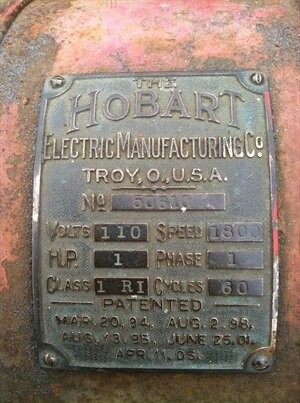 THE
HOBART
ELECTRIC MANUFACTURING CO
TROY, O., U.S.A.
No
VOLTS 110 SPEED 1800
H.P. 1 PHASE 1
CLASS 1 RI CYCLES 60
PATENTED
MAR. 20. 94, AUG. 2. 98,
AUG. 13. 95, JUNE 25. 01,
APR. 11. 05.